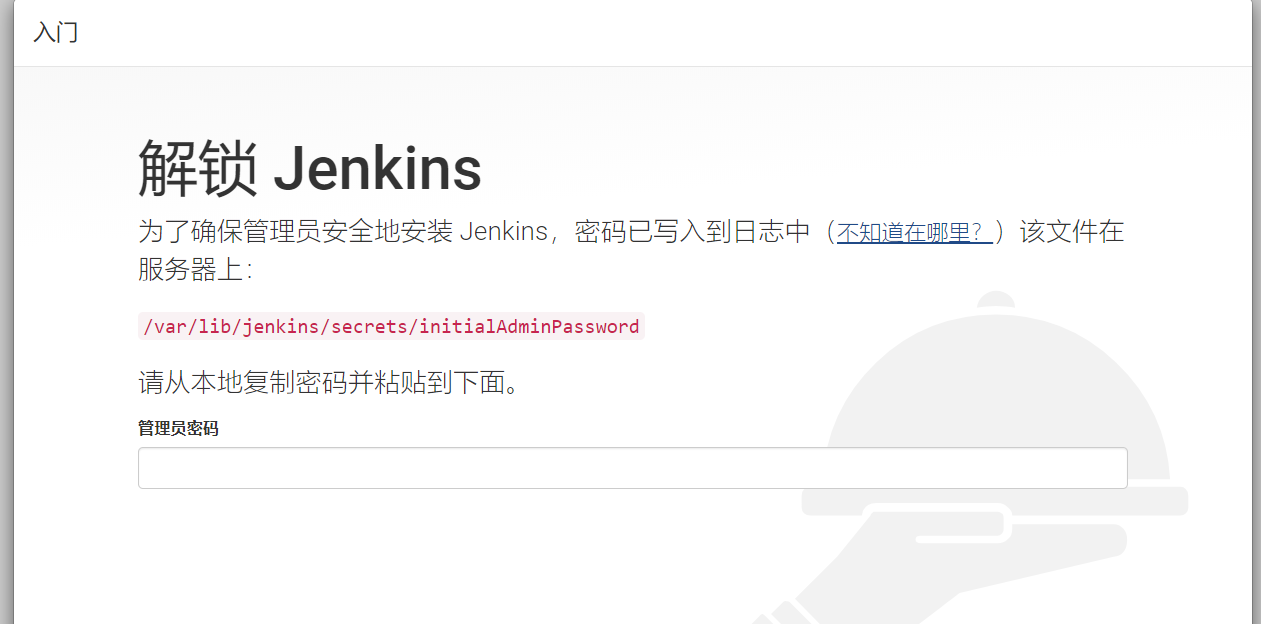 入门
解锁 Jenkins
为了确保管理员安全地安装 Jenkins，密码已写入到日志中（不知道在哪里？）该文件在
服务器上：
/var/lib/jenkins/secrets/initialAdminPassword
请从本地复制密码并粘贴到下面。
管理员密码